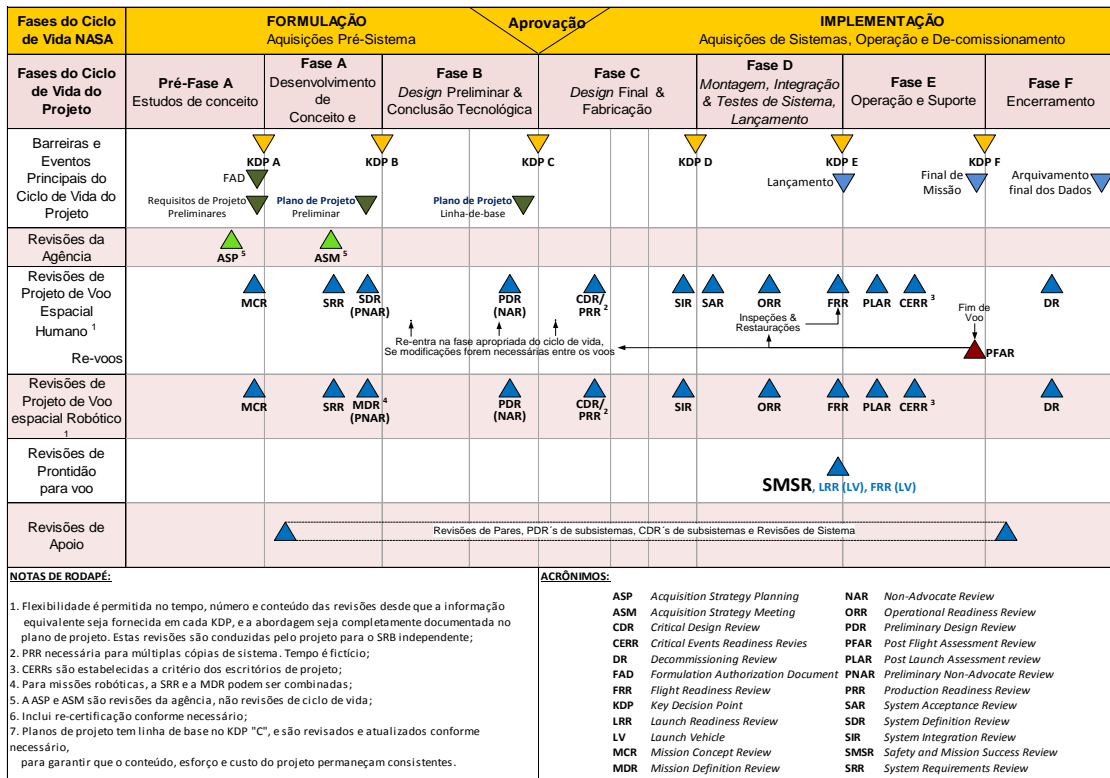 Fases do Ciclo
de Vida NASA
FORMULAÇÃO
Aquisições Pré-Sistema
Aprovação
IMPLEMENTAÇÃO
Aquisições de Sistemas, Operação e De-comissionamento
Fases do Ciclo
de Vida do
Projeto
Pré-Fase A
Estudos de conceito
Fase A
Desenvolvimento
de
Conceito e
Fase B
Design Preliminar &
Conclusão Tecnológica
Fase C
Design Final &
Fabricação
Fase D
Montagem, Integração
& Testes de Sistema,
Lançamento
Fase E
Operação e Suporte
Fase F
Encerramento
Barreiras e
Eventos
Principais do
Ciclo de Vida do
Projeto
KDP A
KDP B
KDP C
KDP D
KDP E
KDP F
FAD
Lançamento
Final de
Missão
Arquivamento
final dos Dados
Requisitos de Projeto
Preliminares
Plano de Projeto
Preliminar
Plano de Projeto
Linha-de-base
Revisões da
Agência
ASP 5
ASM 5
Revisões de
Projeto de Voo
Espacial
Humano 1
Re-voos
MCR
SRR
SDR
(PNAR)
PDR
(NAR)
CDR/
PRR 2
SIR
SAR
ORR
FRR
PLAR
CERR 3
DR
Inspeções &
Restaurações
Fim de
Voo
Re-entra na fase apropriada do ciclo de vida,
Se modificações forem necessárias entre os voos
PFAR
Revisões de
Projeto de Voo
espacial Robótico
1
MCR
SRR
MDR 4
(PNAR)
PDR
(NAR)
CDR/
PRR 2
SIR
ORR
FRR
PLAR
CERR 3
DR
Revisões de
Prontidão
para voo
SMSR, LRR (LV), FRR (LV)
Revisões de
Apoio
Revisões de Pares, PDR´s de subsistemas, CDR´s de subsistemas e Revisões de Sistema
NOTAS DE RODAPÉ:
1. Flexibilidade é permitida no tempo, número e conteúdo das revisões desde que a informação
equivalente seja fornecida em cada KDP, e a abordagem seja completamente documentada no
plano de projeto. Estas revisões são conduzidas pelo projeto para o SRB independente;
2. PRR necessária para múltiplas cópias de sistema. Tempo é fictício;
3. CERRs são estabelecidas a critério dos escritórios de projeto;
4. Para missões robóticas, a SRR e a MDR podem ser combinadas;
5. A ASP e ASM são revisões da agência, não revisões de ciclo de vida;
6. Inclui re-certificação conforme necessário;
7. Planos de projeto tem linha de base no KDP "C", e são revisados e atualizados conforme
necessário,
para garantir que o conteúdo, esforço e custo do projeto permaneçam consistentes.
ACRÔNIMOS:
ASP Acquisition Strategy Planning
ASM Acquisition Strategy Meeting
CDR Critical Design Review
CERR Critical Events Readiness Revies
DR Decommissioning Review
FAD Formulation Authorization Document
FRR Flight Readiness Review
KDP Key Decision Point
LRR Launch Readiness Review
LV Launch Vehicle
MCR Mission Concept Review
MDR Mission Definition Review
NAR Non-Advocate Review
ORR Operational Readiness Review
PDR Preliminary Design Review
PFAR Post Flight Assessment Review
PLAR Post Launch Assessment review
PNAR Preliminary Non-Advocate Review
PRR Production Readiness Review
SAR System Acceptance Review
SDR System Definition Review
SIR System Integration Review
SMSR Safety and Mission Success Review
SRR System Requirements Review